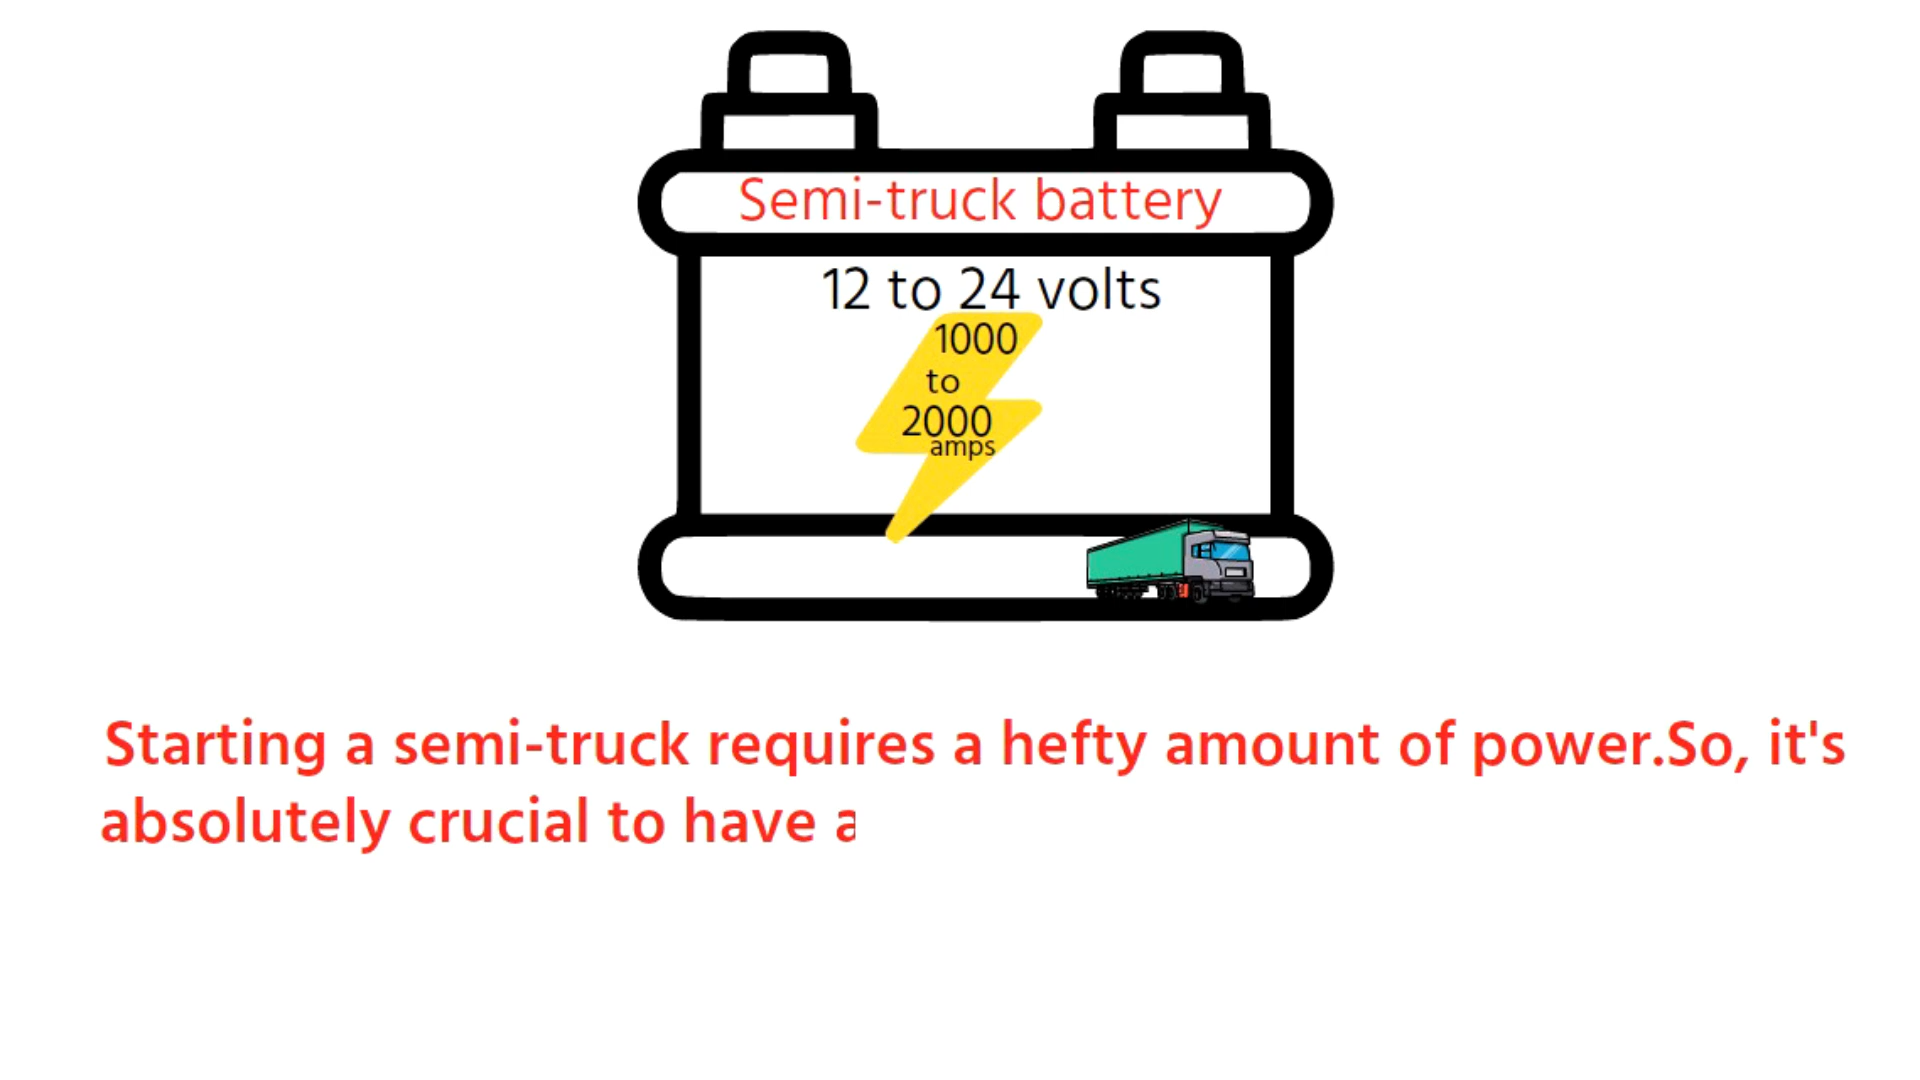 Semi-truck battery
12 to 24 volts
1000
to
2000
amps
Starting a semi-truck requires a hefty amount of power.So, it's
absolutely crucial to have a